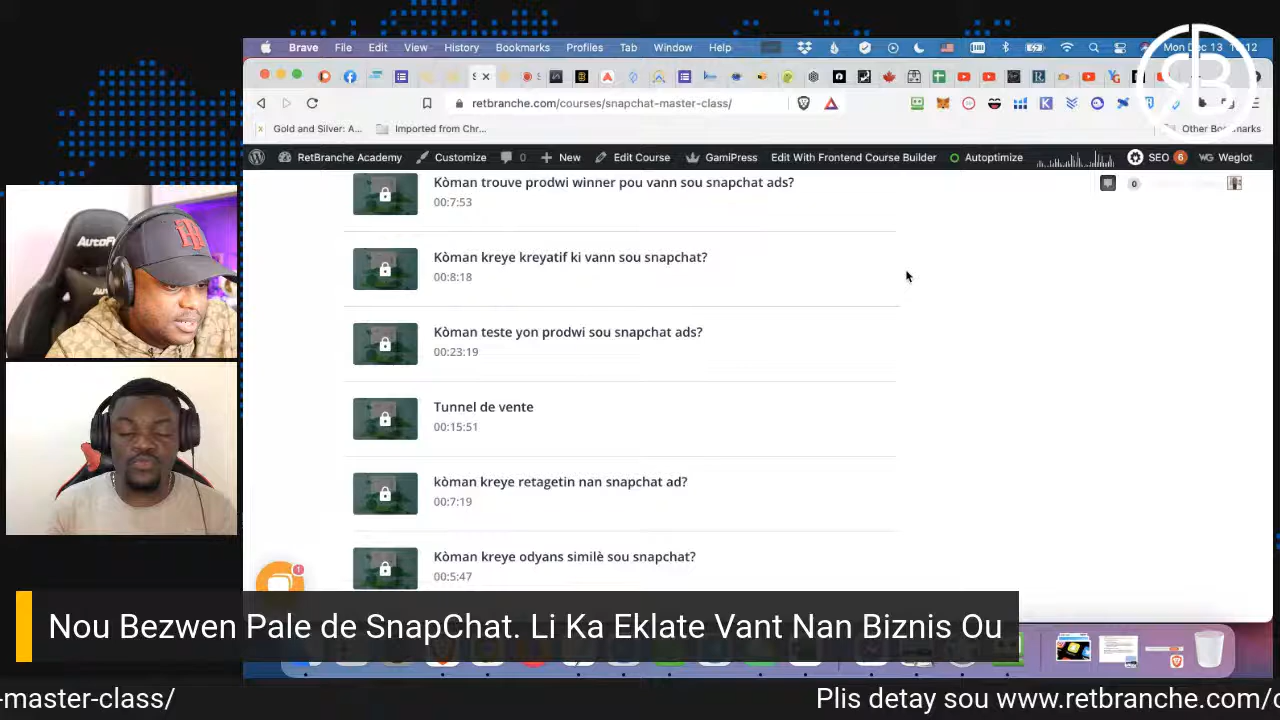 Brave File Edit View History Bookmarks Profiles Tab Window Help Mon Dec 13
retbranche.com/courses/snapchat-master-class/
Gold and Silver: A... Imported from Chr... Other Bookmarks
RetBranche Academy Customize 0 New Edit Course GamiPress Edit With Frontend Course Builder Autoptimize SEO 6 Weglot
0
Kòman trouve prodwi winner pou vann sou snapchat ads?
00:7:53
Kòman kreye kreyatif ki vann sou snapchat?
00:8:18
Kòman teste yon prodwi sou snapchat ads?
00:23:19
Tunnel de vente
00:15:51
kòman kreye retagetin nan snapchat ad?
00:7:19
Kòman kreye odyans similè sou snapchat?
00:5:47
1
Nou Bezwen Pale de SnapChat. Li Ka Eklate Vant Nan Biznis Ou
-master-class/ Plis detay sou www.retbranche.com/